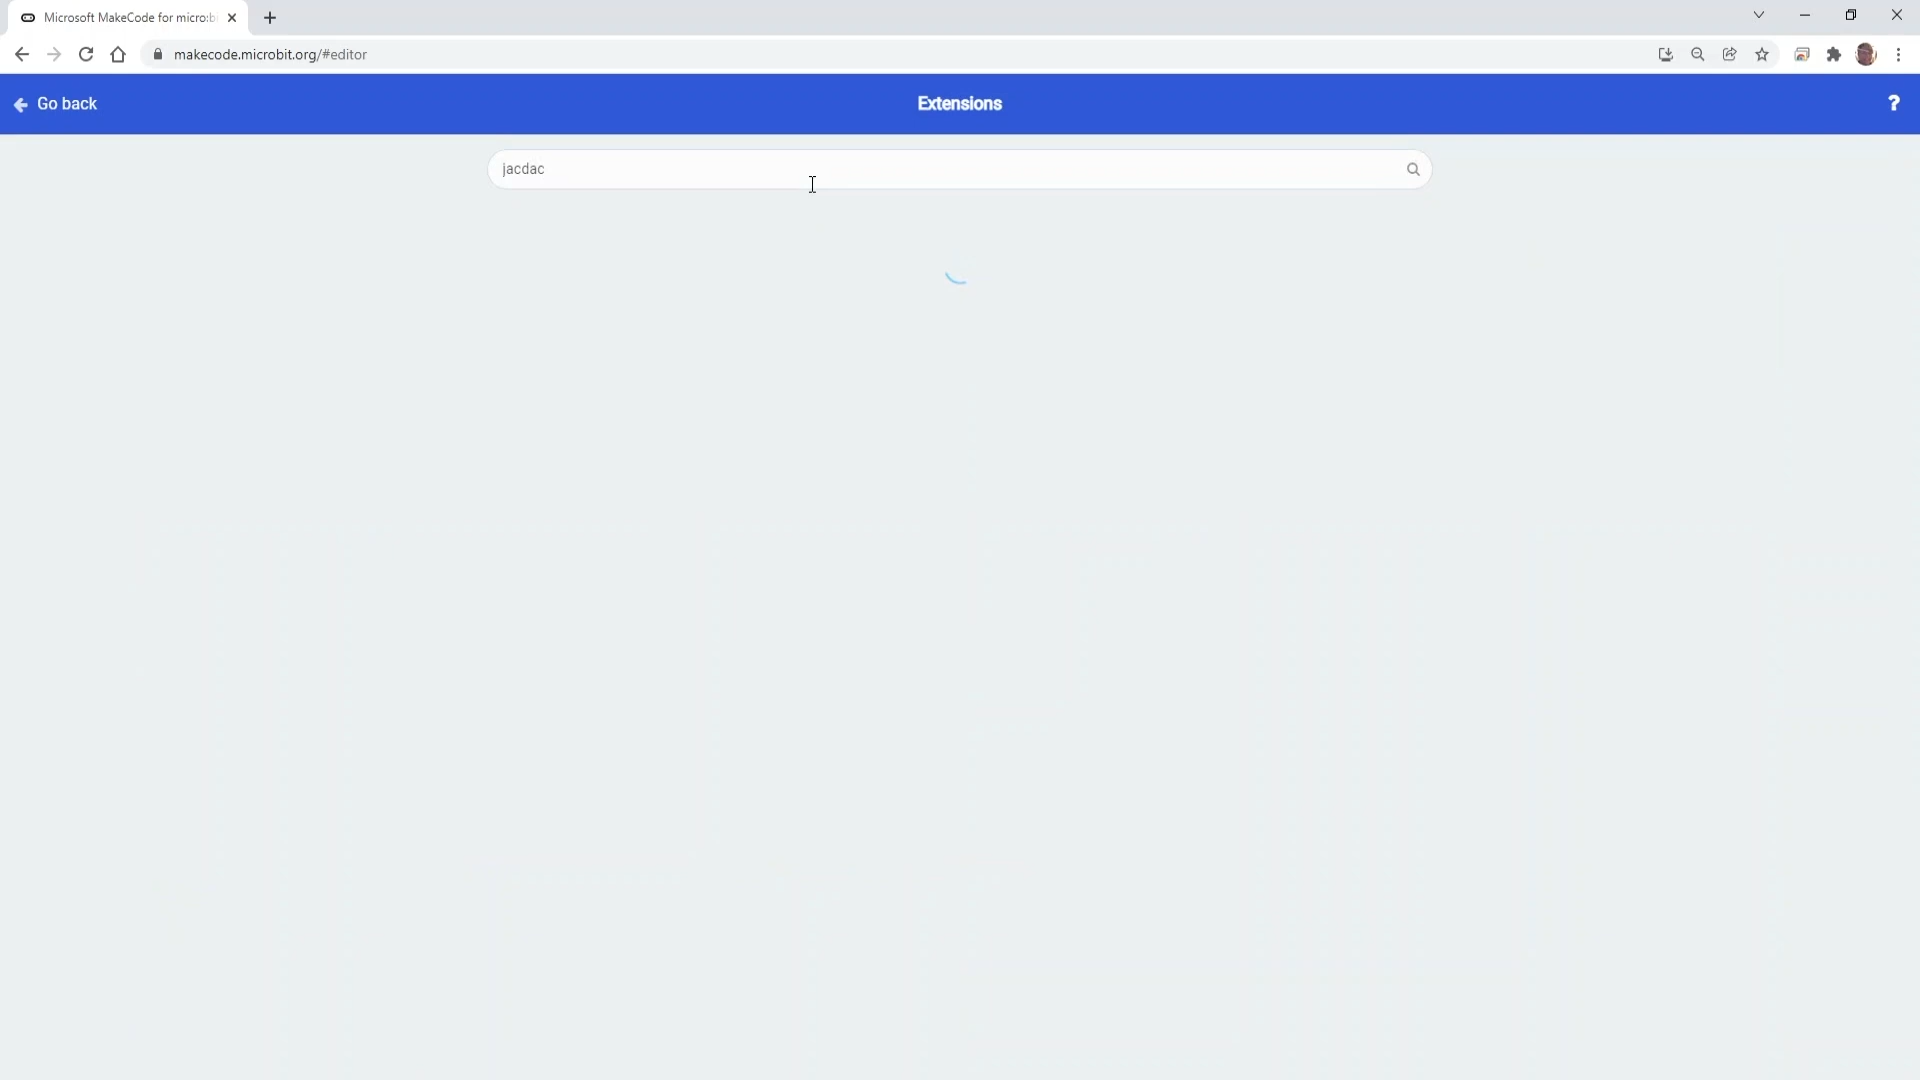 Microsoft MakeCode for micro:b
makecode.microbit.org/#editor
Go back
Extensions
?
jacdac